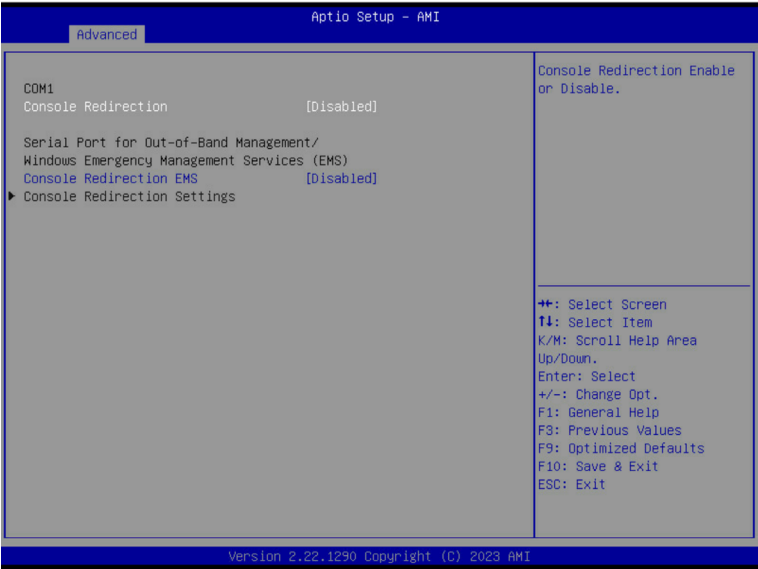 Aptio Setup – AMI
Advanced
COM1
Console Redirection [Disabled]
Serial Port for Out-of-Band Management/
Windows Emergency Management Services (EMS)
Console Redirection EMS [Disabled]
Console Redirection Settings
Console Redirection Enable
or Disable.
→←: Select Screen
↑↓: Select Item
K/M: Scroll Help Area
Up/Down.
Enter: Select
+/-: Change Opt.
F1: General Help
F3: Previous Values
F9: Optimized Defaults
F10: Save & Exit
ESC: Exit
Version 2.22.1290 Copyright (C) 2023 AMI